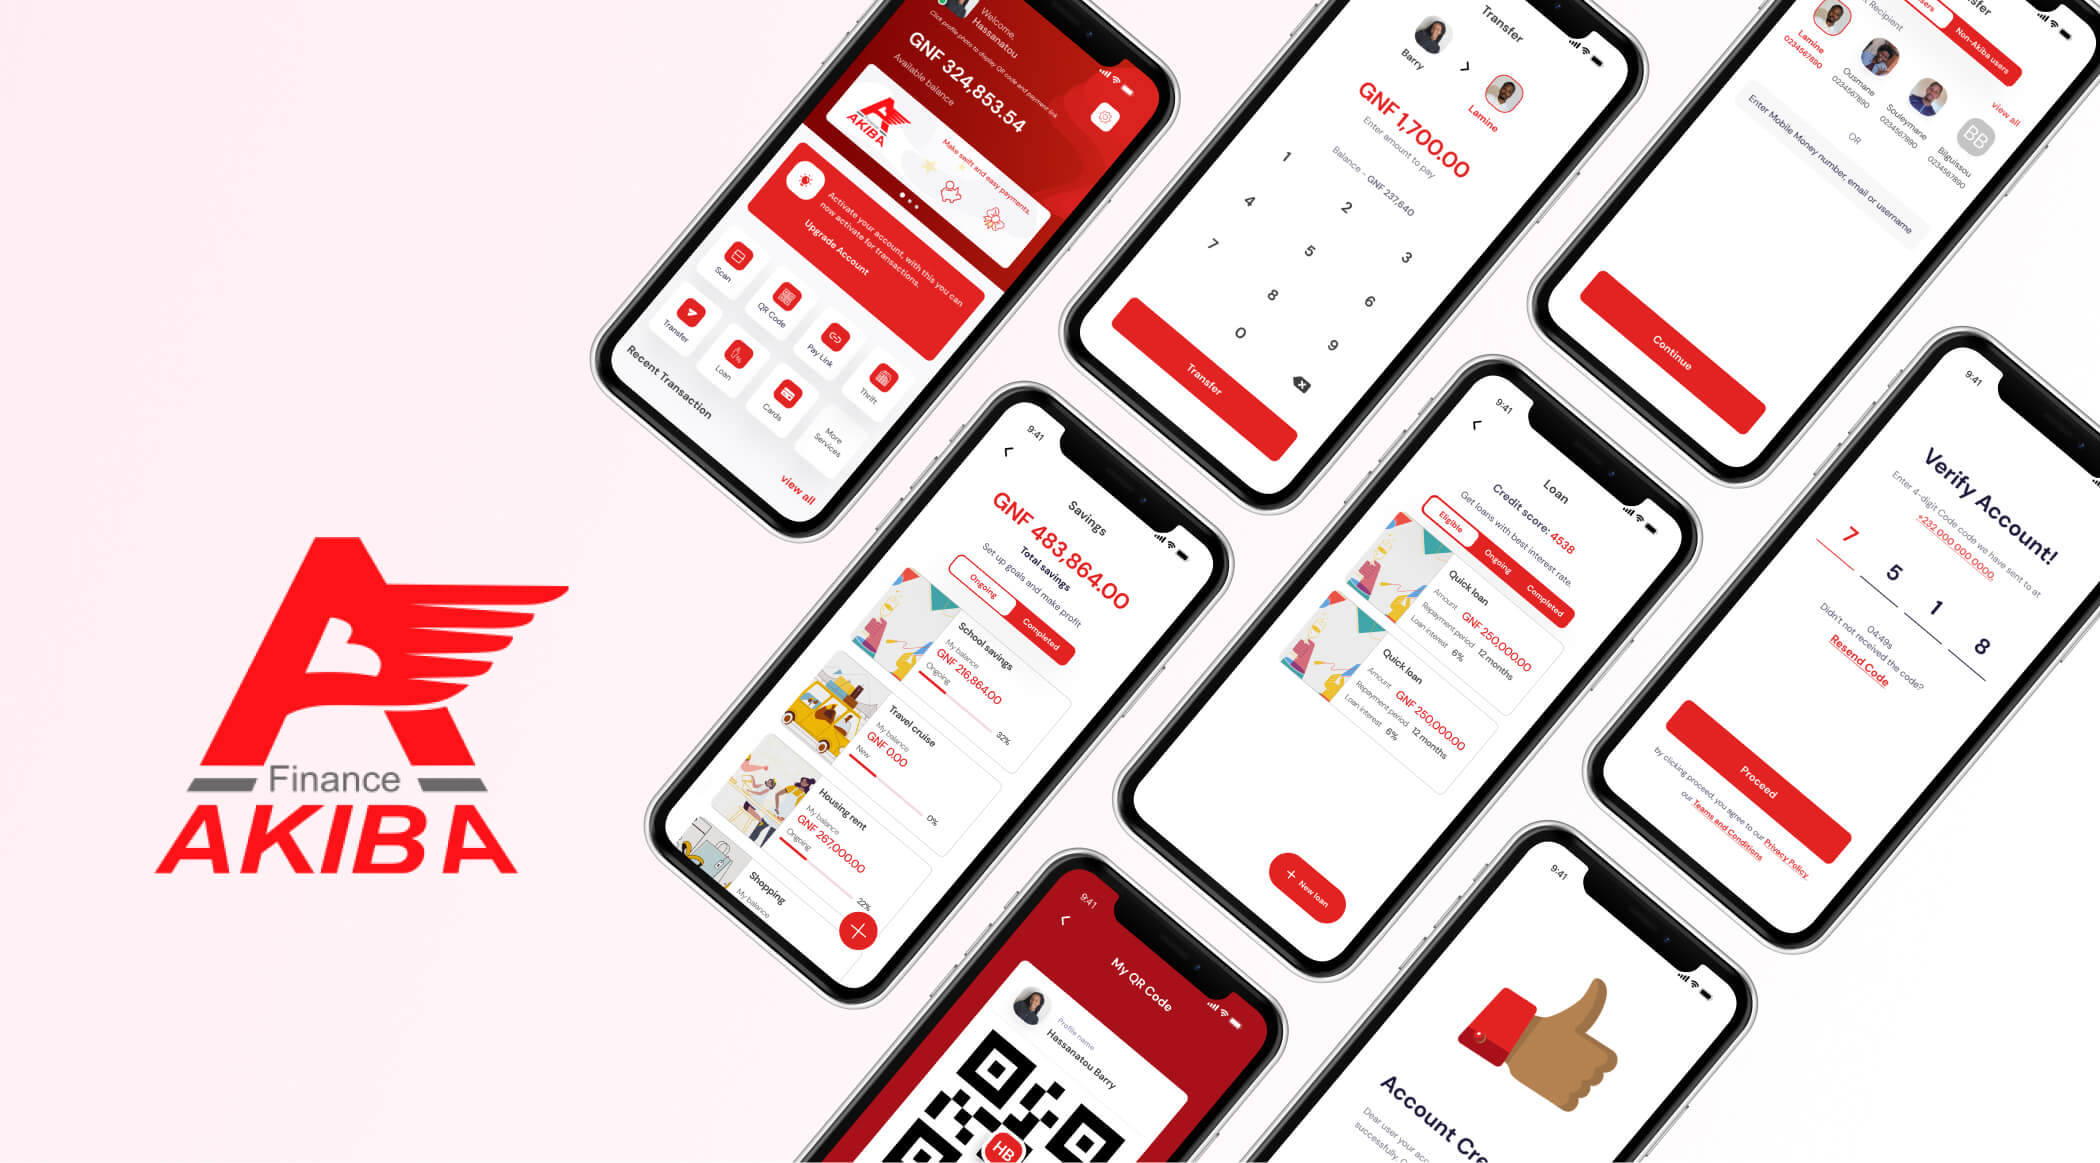 Finance
AKIBA
Welcome,
Hassanatou
Click profile photo to display QR code and payment link
GNF 324,853.54
Available balance
AKIBA
Make swift and easy payments.
Activate your account, with this you can
now activate for transactions.
Upgrade Account
Scan
QR Code
Pay Link
Thrift
Transfer
Loan
Cards
More
Services
Recent Transaction
view all
Transfer
Barry
Lamine
GNF 1,700.00
Enter amount to pay
Balance - GNF 237,640
1
2
3
4
5
6
7
8
9
0
Transfer
Recipient
Non-Akiba users
Lamine
0234567890
Ousmane
0234567890
Souleymane
0234567890
BB
Bilguissou
0234567890
view all
OR
Enter Mobile Money number, email or username
Continue
9:41
Savings
GNF 483,864.00
Total savings
Set up goals and make profit
Ongoing
Completed
School savings
My balance
GNF 216,864.00
Ongoing
32%
Travel cruise
My balance
GNF 0.00
New
0%
Housing rent
My balance
GNF 267,000.00
Ongoing
22%
Shopping
My balance
9:41
Loan
Credit score: 4538
Get loans with best interest rate.
Eligible
Ongoing
Completed
Quick loan
Amount GNF 250,000.00
Repayment period 12 months
Loan interest 6%
Quick loan
Amount GNF 250,000.00
Repayment period 12 months
Loan interest 6%
+ New loan
9:41
Verify Account!
Enter 4-digit Code code we have sent to at
+232 000 000 0000.
7 5 1 8
04:49s
Didn't not received the code?
Resend Code
Proceed
by clicking proceed, you agree to our Privacy Policy
our Teams and Conditions
9:41
My QR Code
Profile name
Hassanatou Barry
HB
9:41
Account Cre
Dear user your acc
successfully.